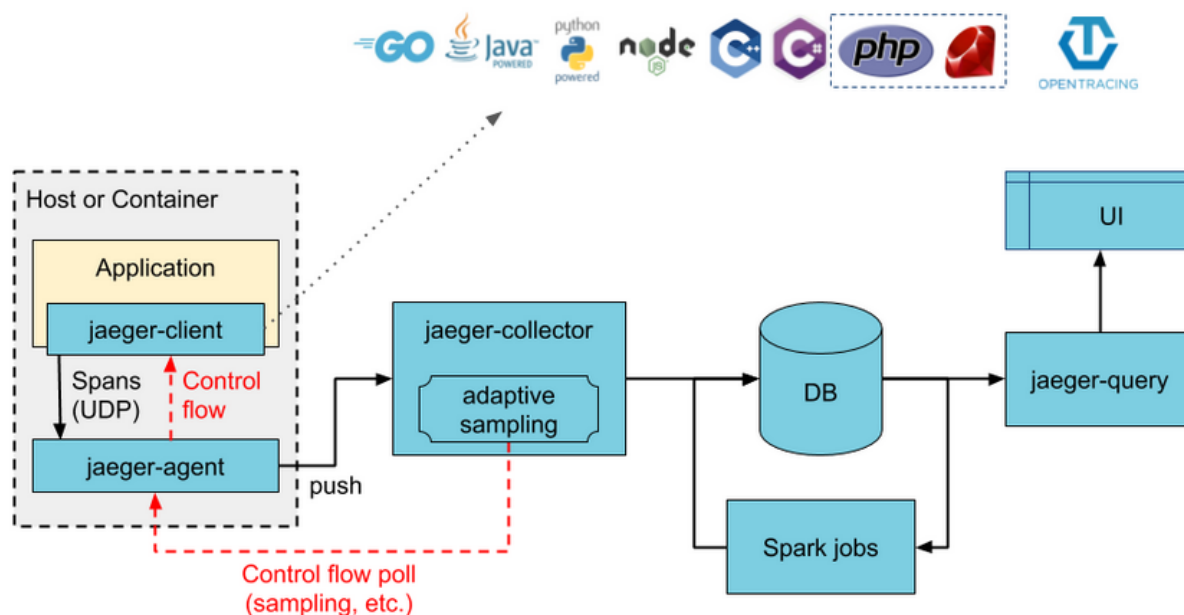 GO
Java
POWERED
python
powered
node
JS
C++
C#
php
OPENTRACING
Host or Container
Application
jaeger-client
Spans
(UDP)
Control
flow
jaeger-agent
push
jaeger-collector
adaptive
sampling
Control flow poll
(sampling, etc.)
DB
Spark jobs
UI
jaeger-query